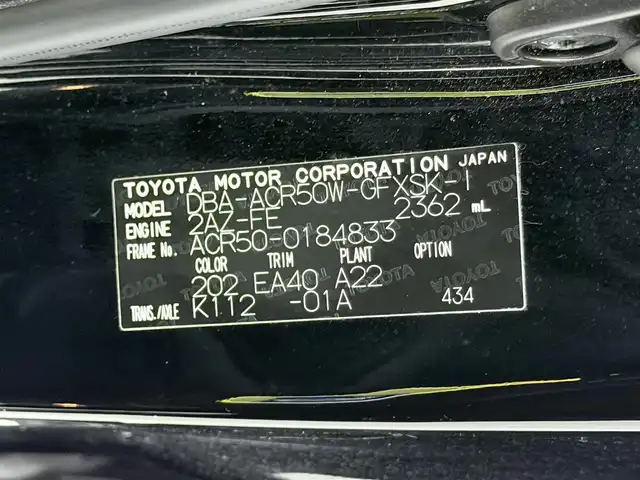 TOYOTA MOTOR CORPORATION JAPAN
MODEL DBA-ACR50W-GFXSK-1
ENGINE 2AZ-FE 2362 mL
FRAME No. ACR50-0184833
COLOR TRIM PLANT OPTION
202 EA40 A22
TRANS./AXLE K112 -01A 434